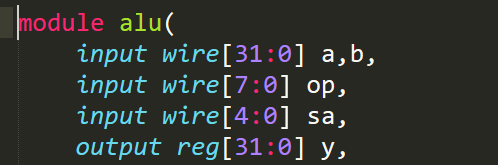 module alu(
    input wire[31:0] a,b,
    input wire[7:0] op,
    input wire[4:0] sa,
    output reg[31:0] y,